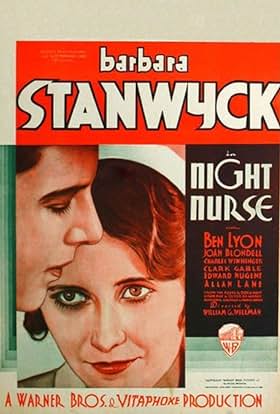 barbara
STANWYCK
in
NIGHT
NURSE
with
BEN LYON
JOAN BLONDELL
CHARLES WINNINGER
CLARK GABLE
EDWARD NUGENT
ALLAN LANE
Directed by
WILLIAM A. WELLMAN
A WARNER BROS. & VITAPHONE PRODUCTION